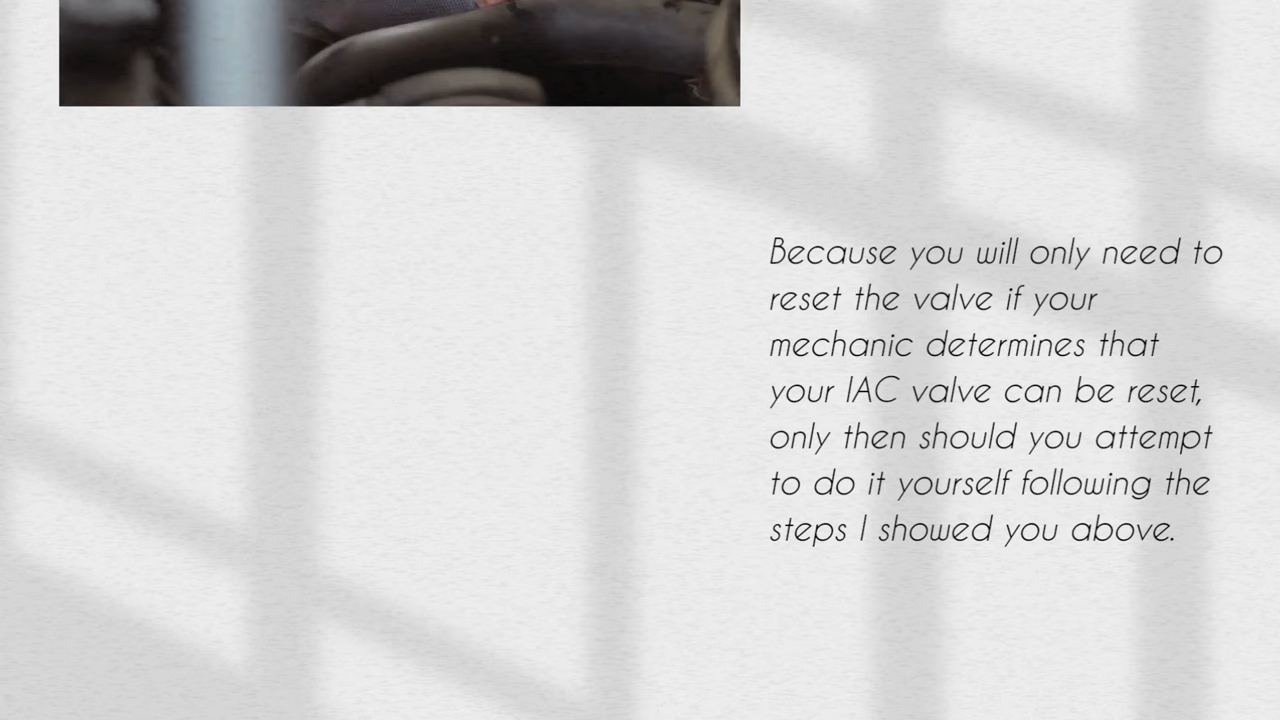 Because you will only need to
reset the valve if your
mechanic determines that
your IAC valve can be reset,
only then should you attempt
to do it yourself following the
steps I showed you above.